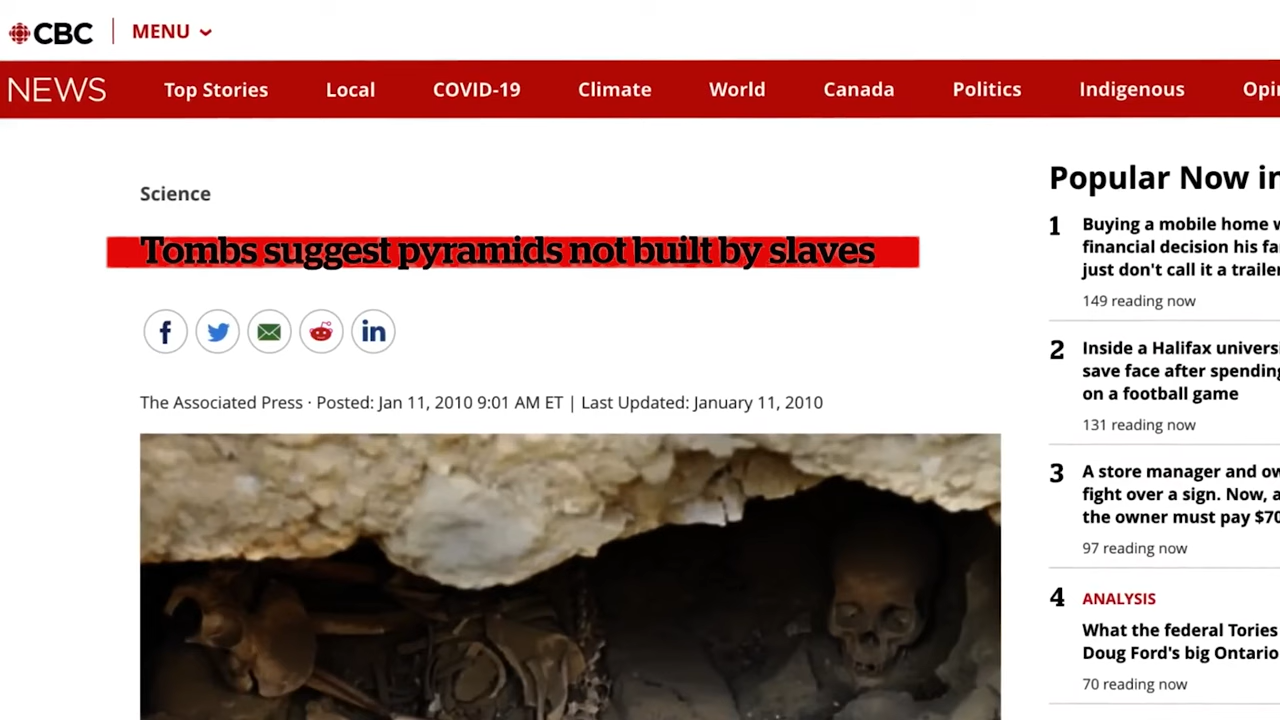 CBC MENU
NEWS Top Stories Local COVID-19 Climate World Canada Politics Indigenous
Science
Tombs suggest pyramids not built by slaves
The Associated Press · Posted: Jan 11, 2010 9:01 AM ET | Last Updated: January 11, 2010
Popular Now in
1 Buying a mobile home
financial decision his
just don't call it a trailer
149 reading now
2 Inside a Halifax
save face after spending
on a football game
131 reading now
3 A store manager and
fight over a sign. Now,
the owner must pay
97 reading now
4 ANALYSIS
What the federal Tories
Doug Ford's big Ontario
70 reading now